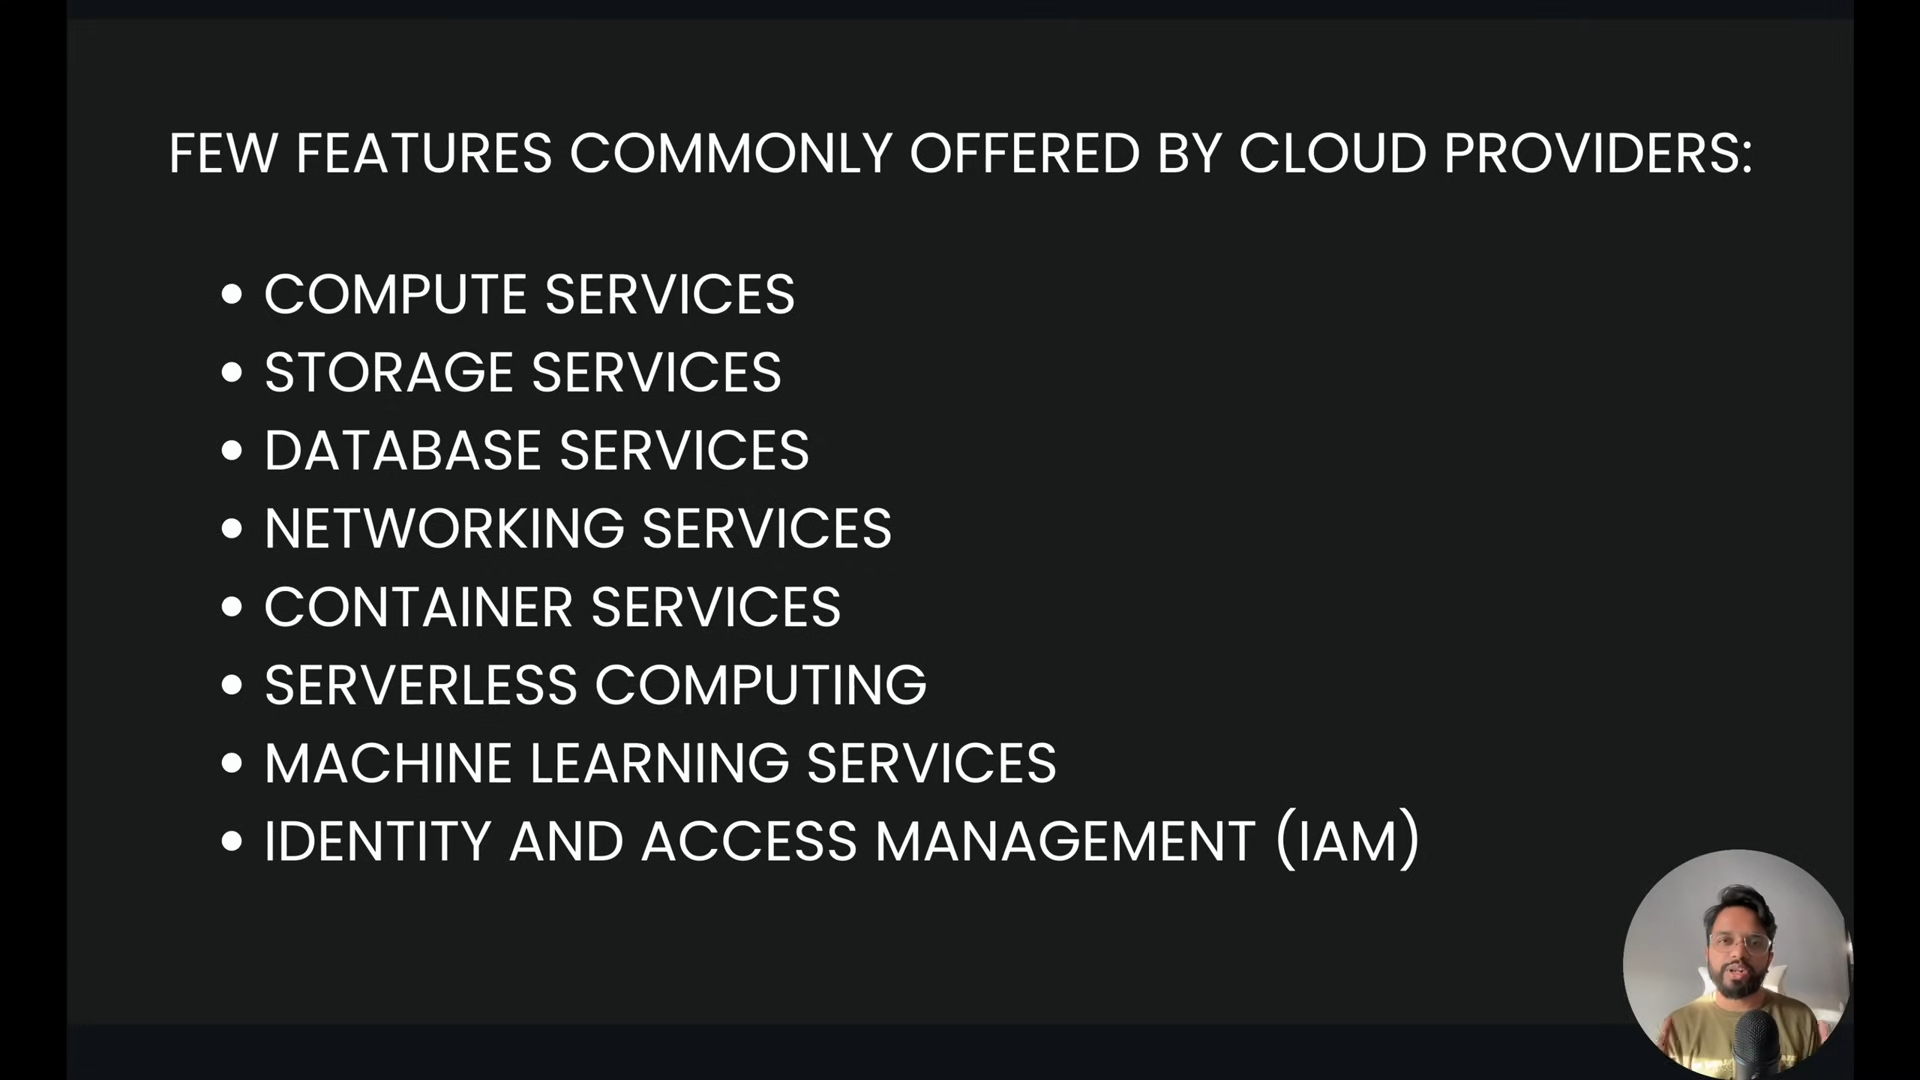 FEW FEATURES COMMONLY OFFERED BY CLOUD PROVIDERS:
• COMPUTE SERVICES
• STORAGE SERVICES
• DATABASE SERVICES
• NETWORKING SERVICES
• CONTAINER SERVICES
• SERVERLESS COMPUTING
• MACHINE LEARNING SERVICES
• IDENTITY AND ACCESS MANAGEMENT (IAM)